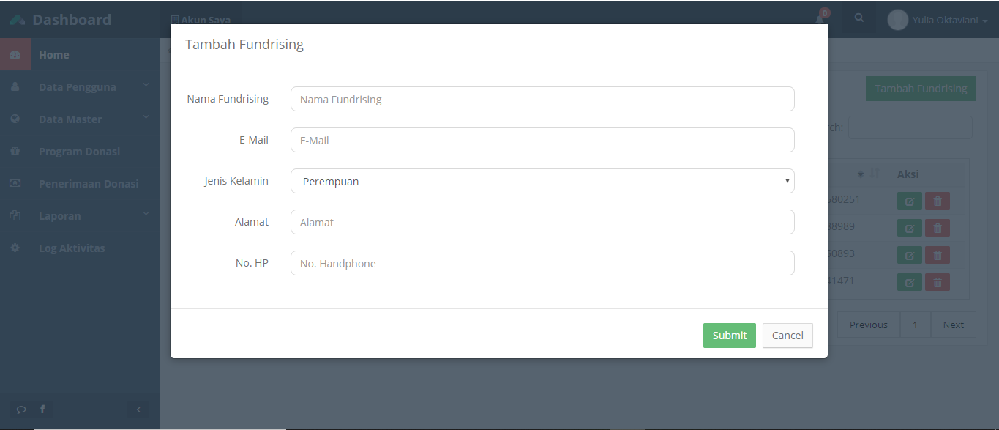 Dashboard
Akun Saya
0
Yulia Oktaviani
Home
Data Pengguna
Data Master
Program Donasi
Penerimaan Donasi
Laporan
Log Aktivitas
Tambah Fundrising
Nama Fundrising
Nama Fundrising
E-Mail
E-Mail
Jenis Kelamin
Perempuan
Alamat
Alamat
No. HP
No. Handphone
Submit
Cancel
Tambah Fundrising
rch:
Aksi
580251
38989
50893
41471
Previous
1
Next